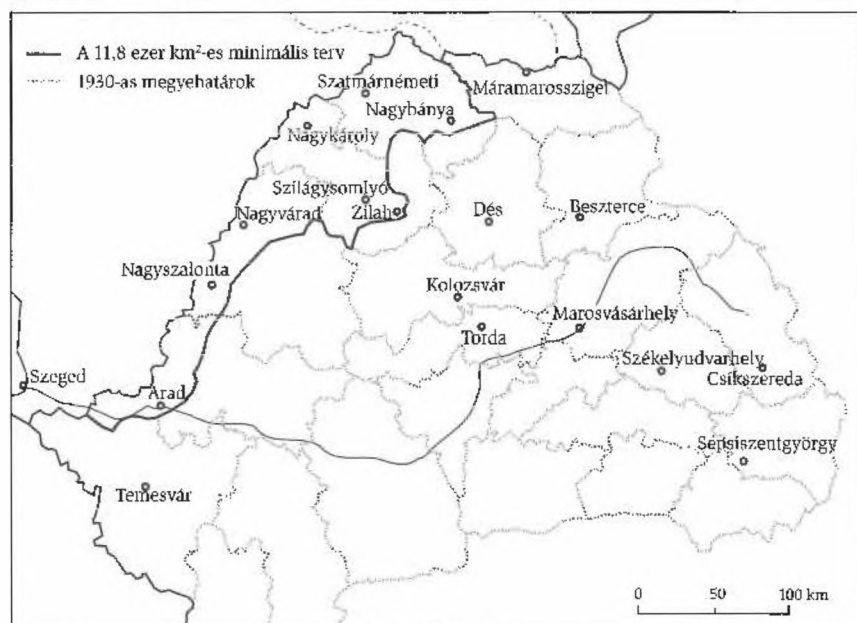 A 11,8 ezer km²-es minimális terv
1930-as megyehatárok
Szatmárnémeti
Máramarosszigel
Nagybánya
Nagykároly
Szilágysomlyó
Zilah
Dés
Beszterce
Nagyvárad
Nagyszalonta
Kolozsvár
Torda
Marosvásárhely
Székelyudvarhely
Csíkszereda
Szeged
Arad
Sepsiszentgyörgy
Temesvár
0 50 100 km